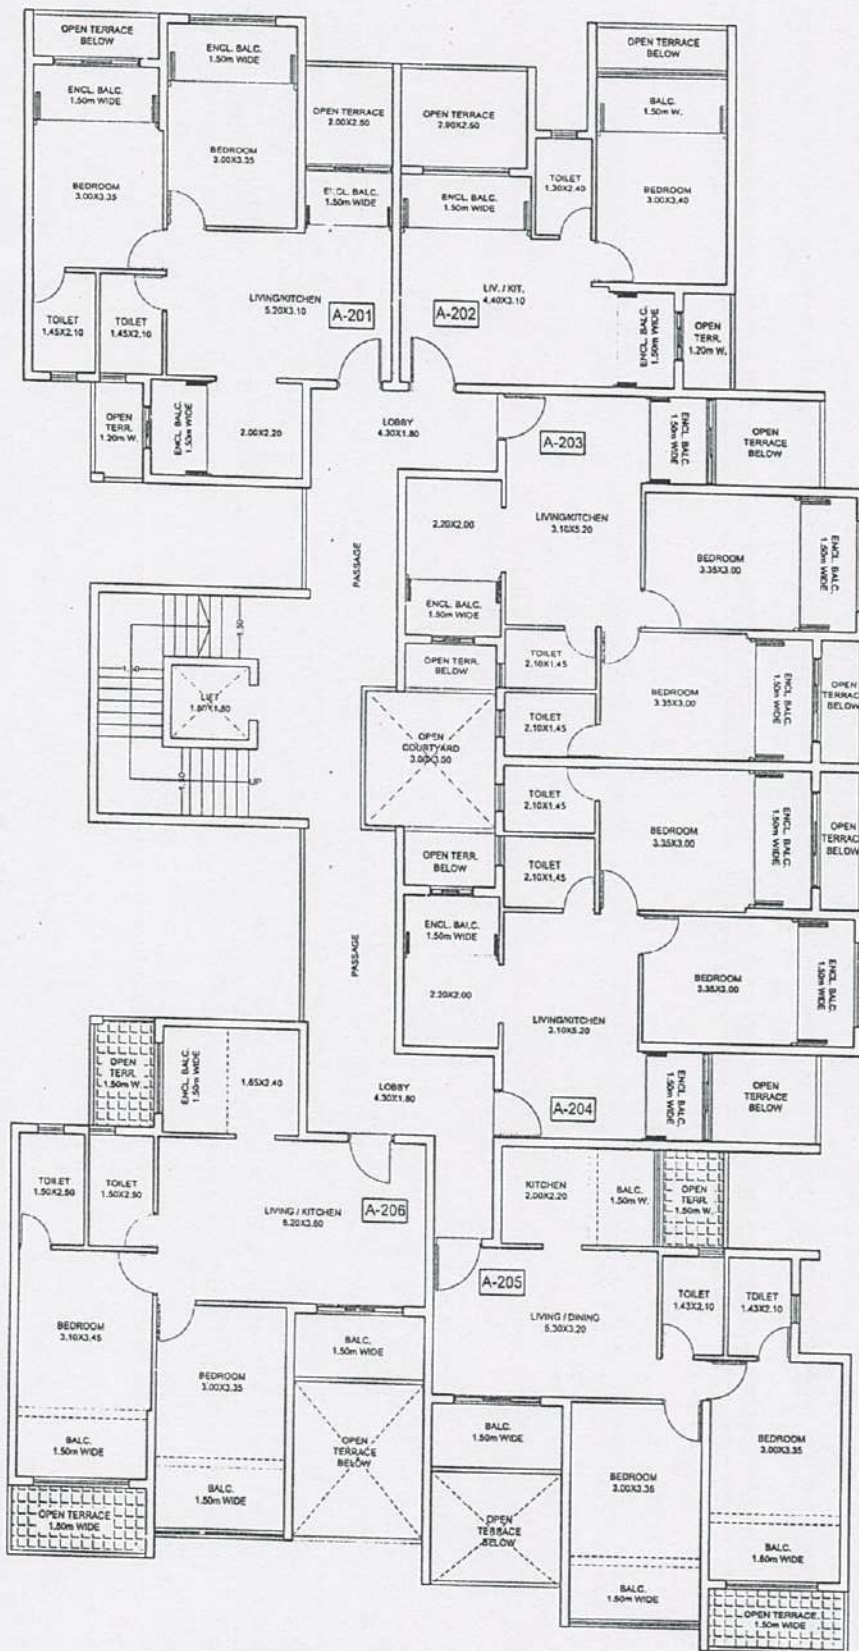 OPEN TERRACE
BELOW
ENCL. BALC.
1.50m WIDE
OPEN TERRACE
BELOW
ENCL. BALC.
1.50m WIDE
OPEN TERRACE
2.00X2.50
OPEN TERRACE
2.90X2.50
BALC.
1.50m W.
BEDROOM
3.00X3.35
BEDROOM
3.00X3.35
ENCL. BALC.
1.50m WIDE
ENCL. BALC.
1.50m WIDE
TOILET
1.30X2.40
BEDROOM
3.00X3.40
TOILET
1.45X2.10
TOILET
1.45X2.10
LIVING/KITCHEN
5.20X3.10
A-201
A-202
LIV. / KIT.
4.40X3.10
ENCL. BALC.
1.50m WIDE
OPEN
TERR.
1.20m W.
OPEN
TERR.
1.20m W.
ENCL. BALC.
1.50m WIDE
2.00X2.20
LOBBY
4.30X1.80
A-203
ENCL. BALC.
1.50m WIDE
OPEN
TERRACE
BELOW
2.20X2.00
LIVING/KITCHEN
3.10X5.20
BEDROOM
3.35X3.00
ENCL. BALC.
1.50m WIDE
PASSAGE
ENCL. BALC.
1.50m WIDE
1.50
1.50
LIFT
1.80X1.80
1.50
UP
OPEN TERR.
BELOW
TOILET
2.10X1.45
TOILET
2.10X1.45
BEDROOM
3.35X3.00
ENCL. BALC.
1.50m WIDE
OPEN
TERRACE
BELOW
OPEN
COURTYARD
3.00X3.00
TOILET
2.10X1.45
BEDROOM
3.35X3.00
ENCL. BALC.
1.50m WIDE
OPEN
TERRACE
BELOW
OPEN TERR.
BELOW
TOILET
2.10X1.45
ENCL. BALC.
1.50m WIDE
PASSAGE
2.20X2.00
LIVING/KITCHEN
3.10X5.20
BEDROOM
3.35X3.00
ENCL. BALC.
1.50m WIDE
OPEN
TERR.
1.50m W.
ENCL. BALC.
1.50m WIDE
1.65X2.40
LOBBY
4.30X1.80
A-204
ENCL. BALC.
1.50m WIDE
OPEN
TERRACE
BELOW
TOILET
1.50X2.50
TOILET
1.50X2.50
LIVING / KITCHEN
A-206
KITCHEN
2.00X2.20
BALC.
1.50m W.
OPEN
TERR.
1.50m W.
A-205
LIVING / DINING
5.30X3.20
TOILET
1.43X2.10
TOILET
1.43X2.10
BEDROOM
3.10X3.45
BEDROOM
3.00X3.35
BALC.
1.50m WIDE
OPEN
TERRACE
BELOW
BALC.
1.50m WIDE
BALC.
1.50m WIDE
BALC.
1.50m WIDE
BEDROOM
3.00X3.35
BEDROOM
3.00X3.35
OPEN TERRACE
1.50m WIDE
OPEN
TERRACE
BELOW
BALC.
1.50m WIDE
BALC.
1.50m WIDE
OPEN TERRACE
1.50m WIDE